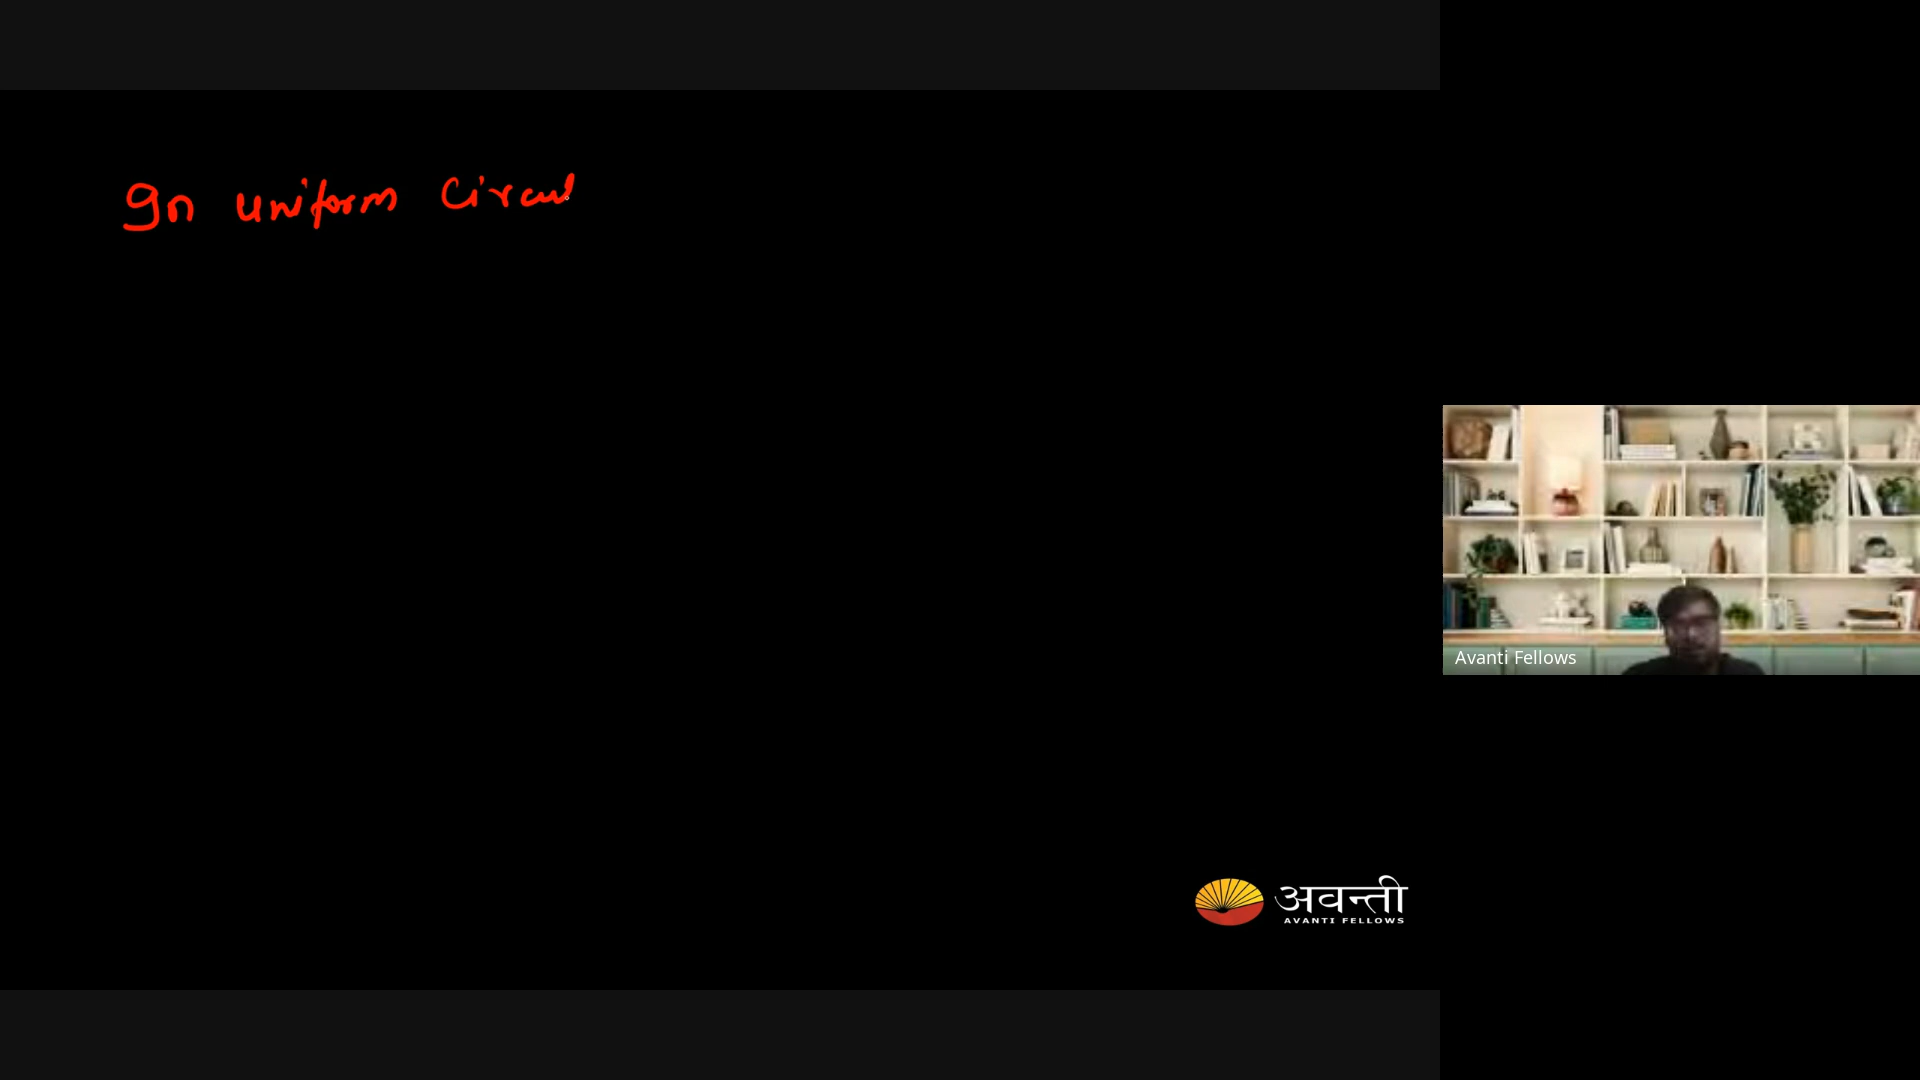 In uniform Circul
Avanti Fellows
अवन्ती
AVANTI FELLOWS